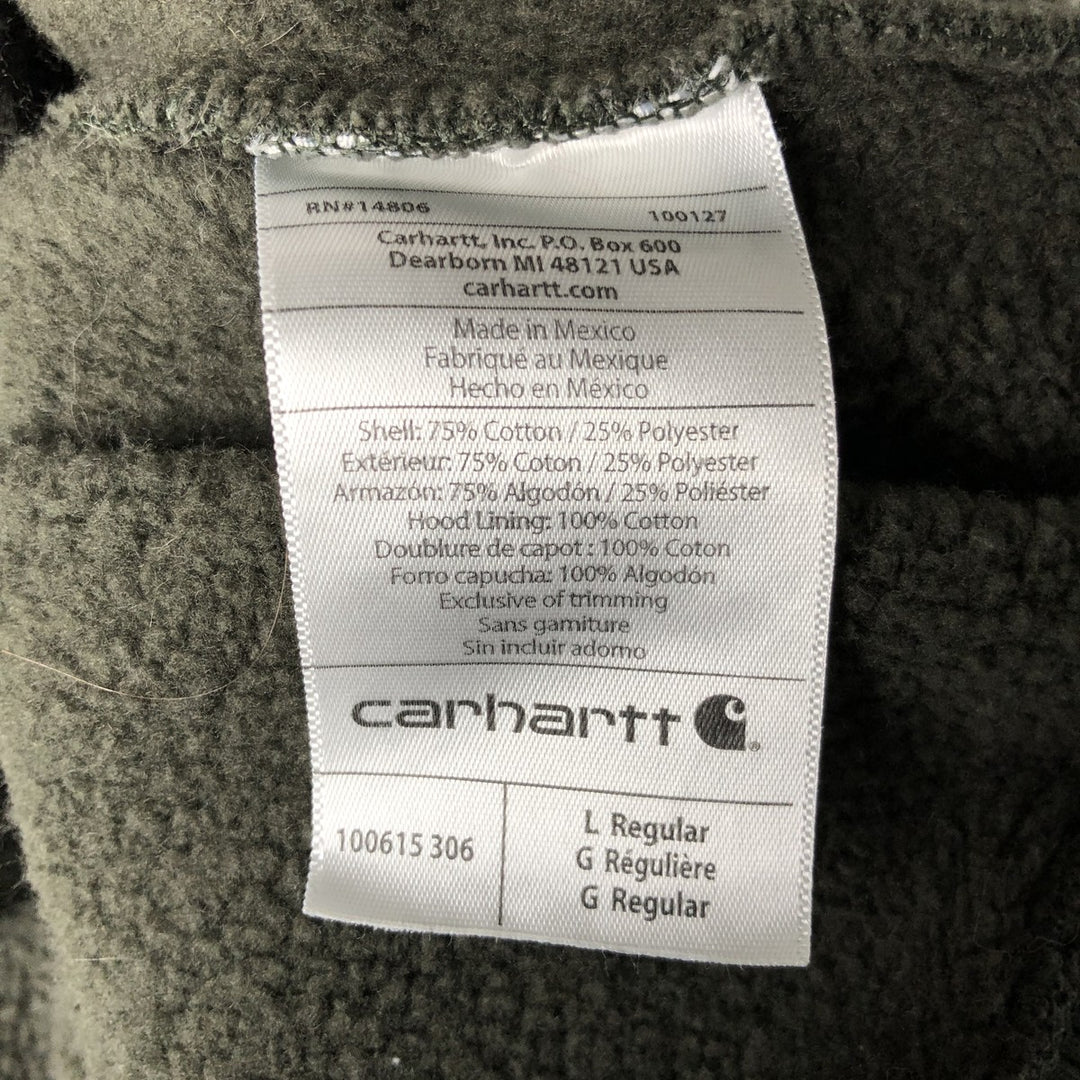 RN#14806 100127
Carhartt, Inc. P.O. Box 600
Dearborn MI 48121 USA
carhartt.com
Made in Mexico
Fabriqué au Mexique
Hecho en México
Shell: 75% Cotton / 25% Polyester
Extérieur: 75% Coton / 25% Polyester
Armazón: 75% Algodón / 25% Poliéster
Hood Lining: 100% Cotton
Doublure de capot : 100% Coton
Forro capucha: 100% Algodón
Exclusive of trimming
Sans garniture
Sin incluir adorno
carhartt
100615 306
L Regular
G Régulière
G Regular